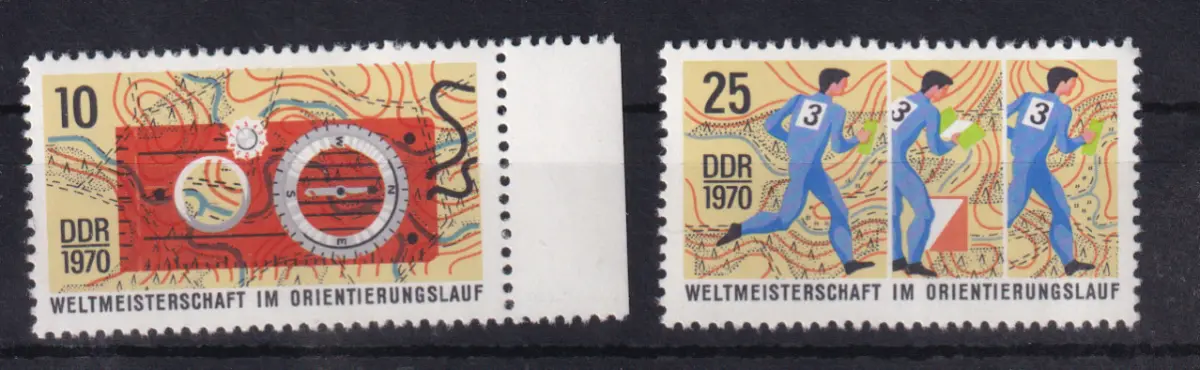 10
DDR
1970
W
S
N
E
WELTMEISTERSCHAFT IM ORIENTIERUNGSLAUF
25
3
3
3
DDR
1970
WELTMEISTERSCHAFT IM ORIENTIERUNGSLAUF